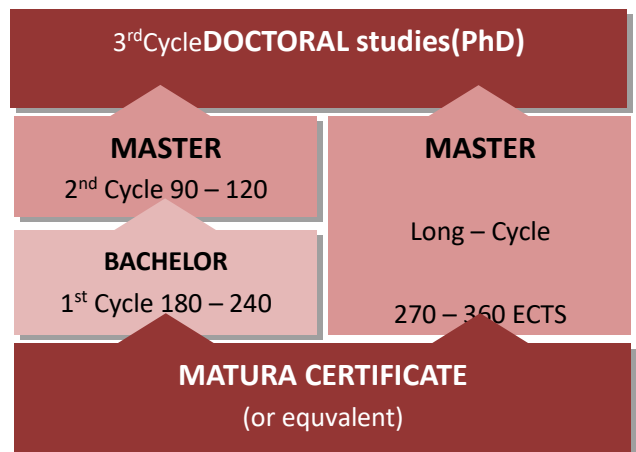 3rdCycleDOCTORAL studies(PhD)
MASTER
2nd Cycle 90 – 120
BACHELOR
1st Cycle 180 – 240
MASTER
Long – Cycle
270 – 360 ECTS
MATURA CERTIFICATE
(or equvalent)